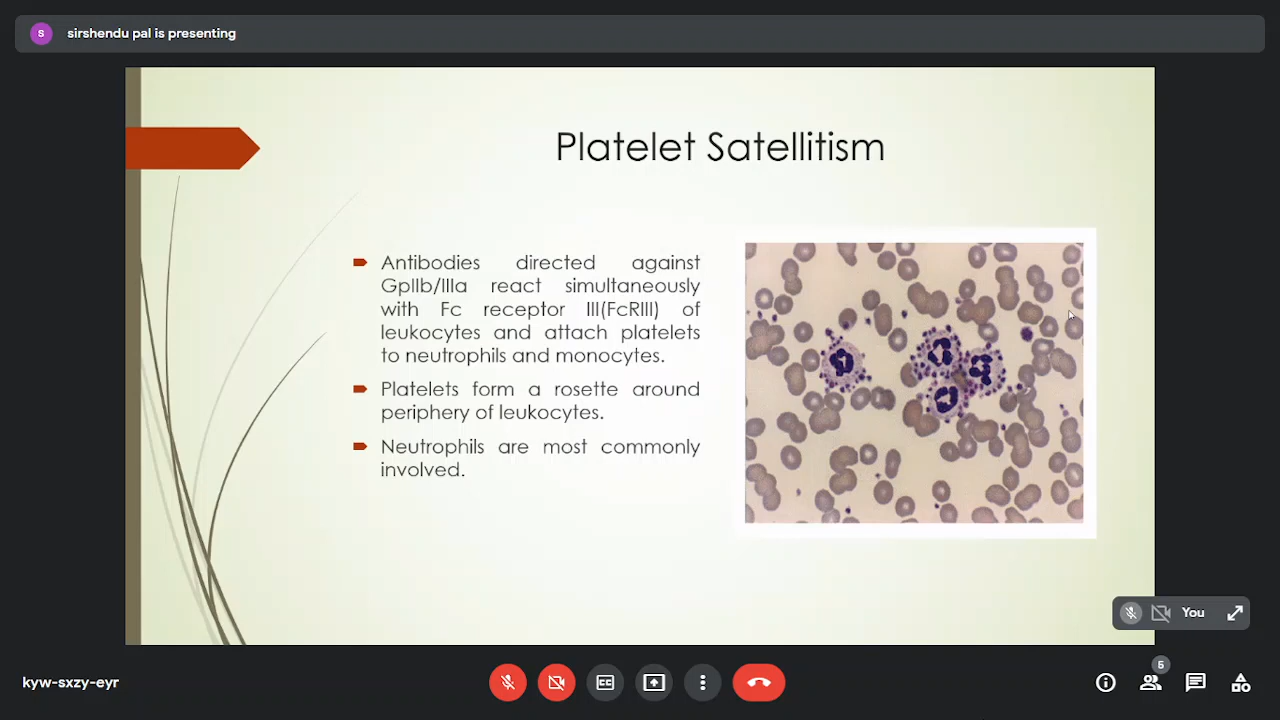 S
sirshendu pal is presenting
Platelet Satellitism
Antibodies directed against
GpIIb/IIIa react simultaneously
with Fc receptor III(FcRIII) of
leukocytes and attach platelets
to neutrophils and monocytes.
Platelets form a rosette around
periphery of leukocytes.
Neutrophils are most commonly
involved.
You
kyw-sxzy-eyr
CC
5